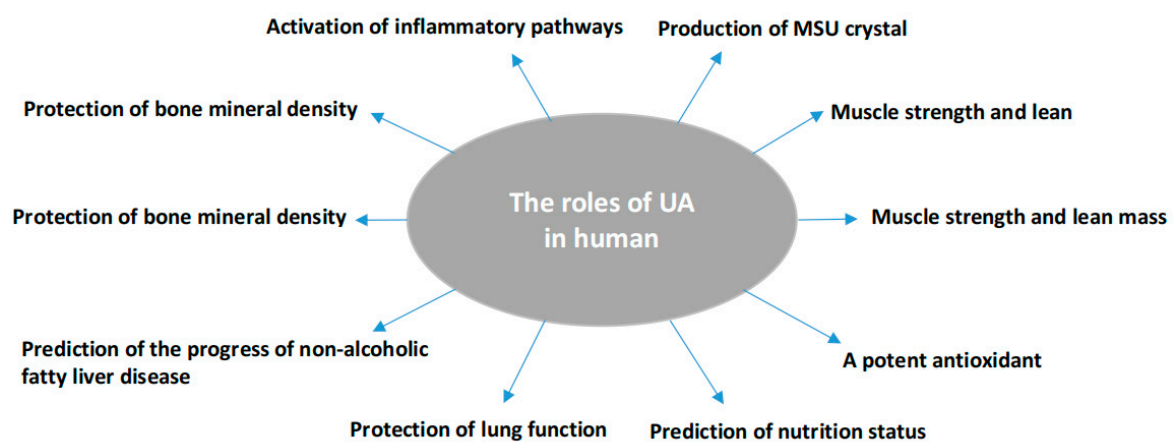 Activation of inflammatory pathways
Production of MSU crystal
Protection of bone mineral density
Muscle strength and lean
The roles of UA
in human
Protection of bone mineral density
Muscle strength and lean mass
Prediction of the progress of non-alcoholic
fatty liver disease
A potent antioxidant
Protection of lung function
Prediction of nutrition status